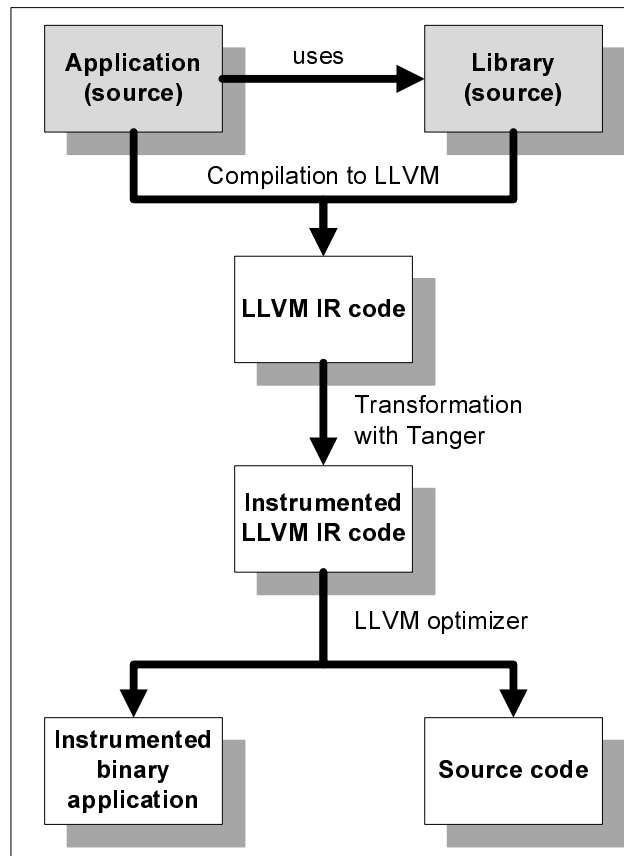 Application
(source)
uses
Library
(source)
Compilation to LLVM
LLVM IR code
Transformation
with Tanger
Instrumented
LLVM IR code
LLVM optimizer
Instrumented
binary
application
Source code